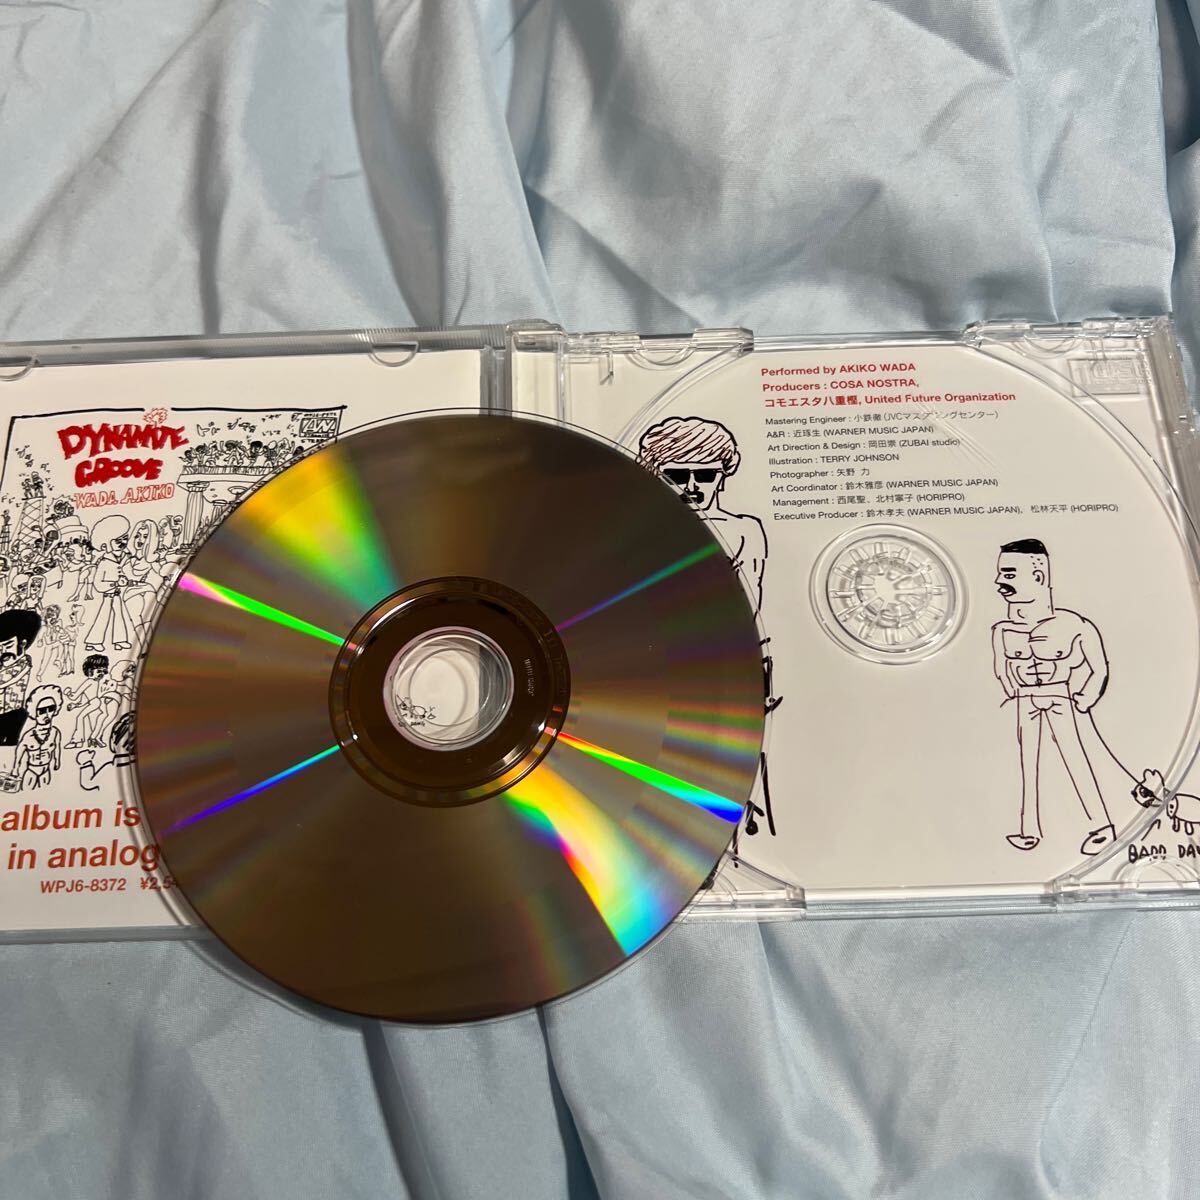 DYNAMITE
GROOVE
WADA AKIKO
album is
in analog
WPJ6-8372 ¥2,5
Performed by AKIKO WADA
Producers : COSA NOSTRA,
コモエスタ八重樫, United Future Organization
Mastering Engineer : 小鉄徹 (JVCマスタリングセンター)
A&R : 近琢生 (WARNER MUSIC JAPAN)
Art Direction & Design : 岡田崇 (ZUBAI studio)
Illustration : TERRY JOHNSON
Photographer : 矢野 力
Art Coordinator : 鈴木雅彦 (WARNER MUSIC JAPAN)
Management : 西尾聖、北村寧子 (HORIPRO)
Executive Producer : 鈴木孝夫 (WARNER MUSIC JAPAN)、松林天平 (HORIPRO)
BADD